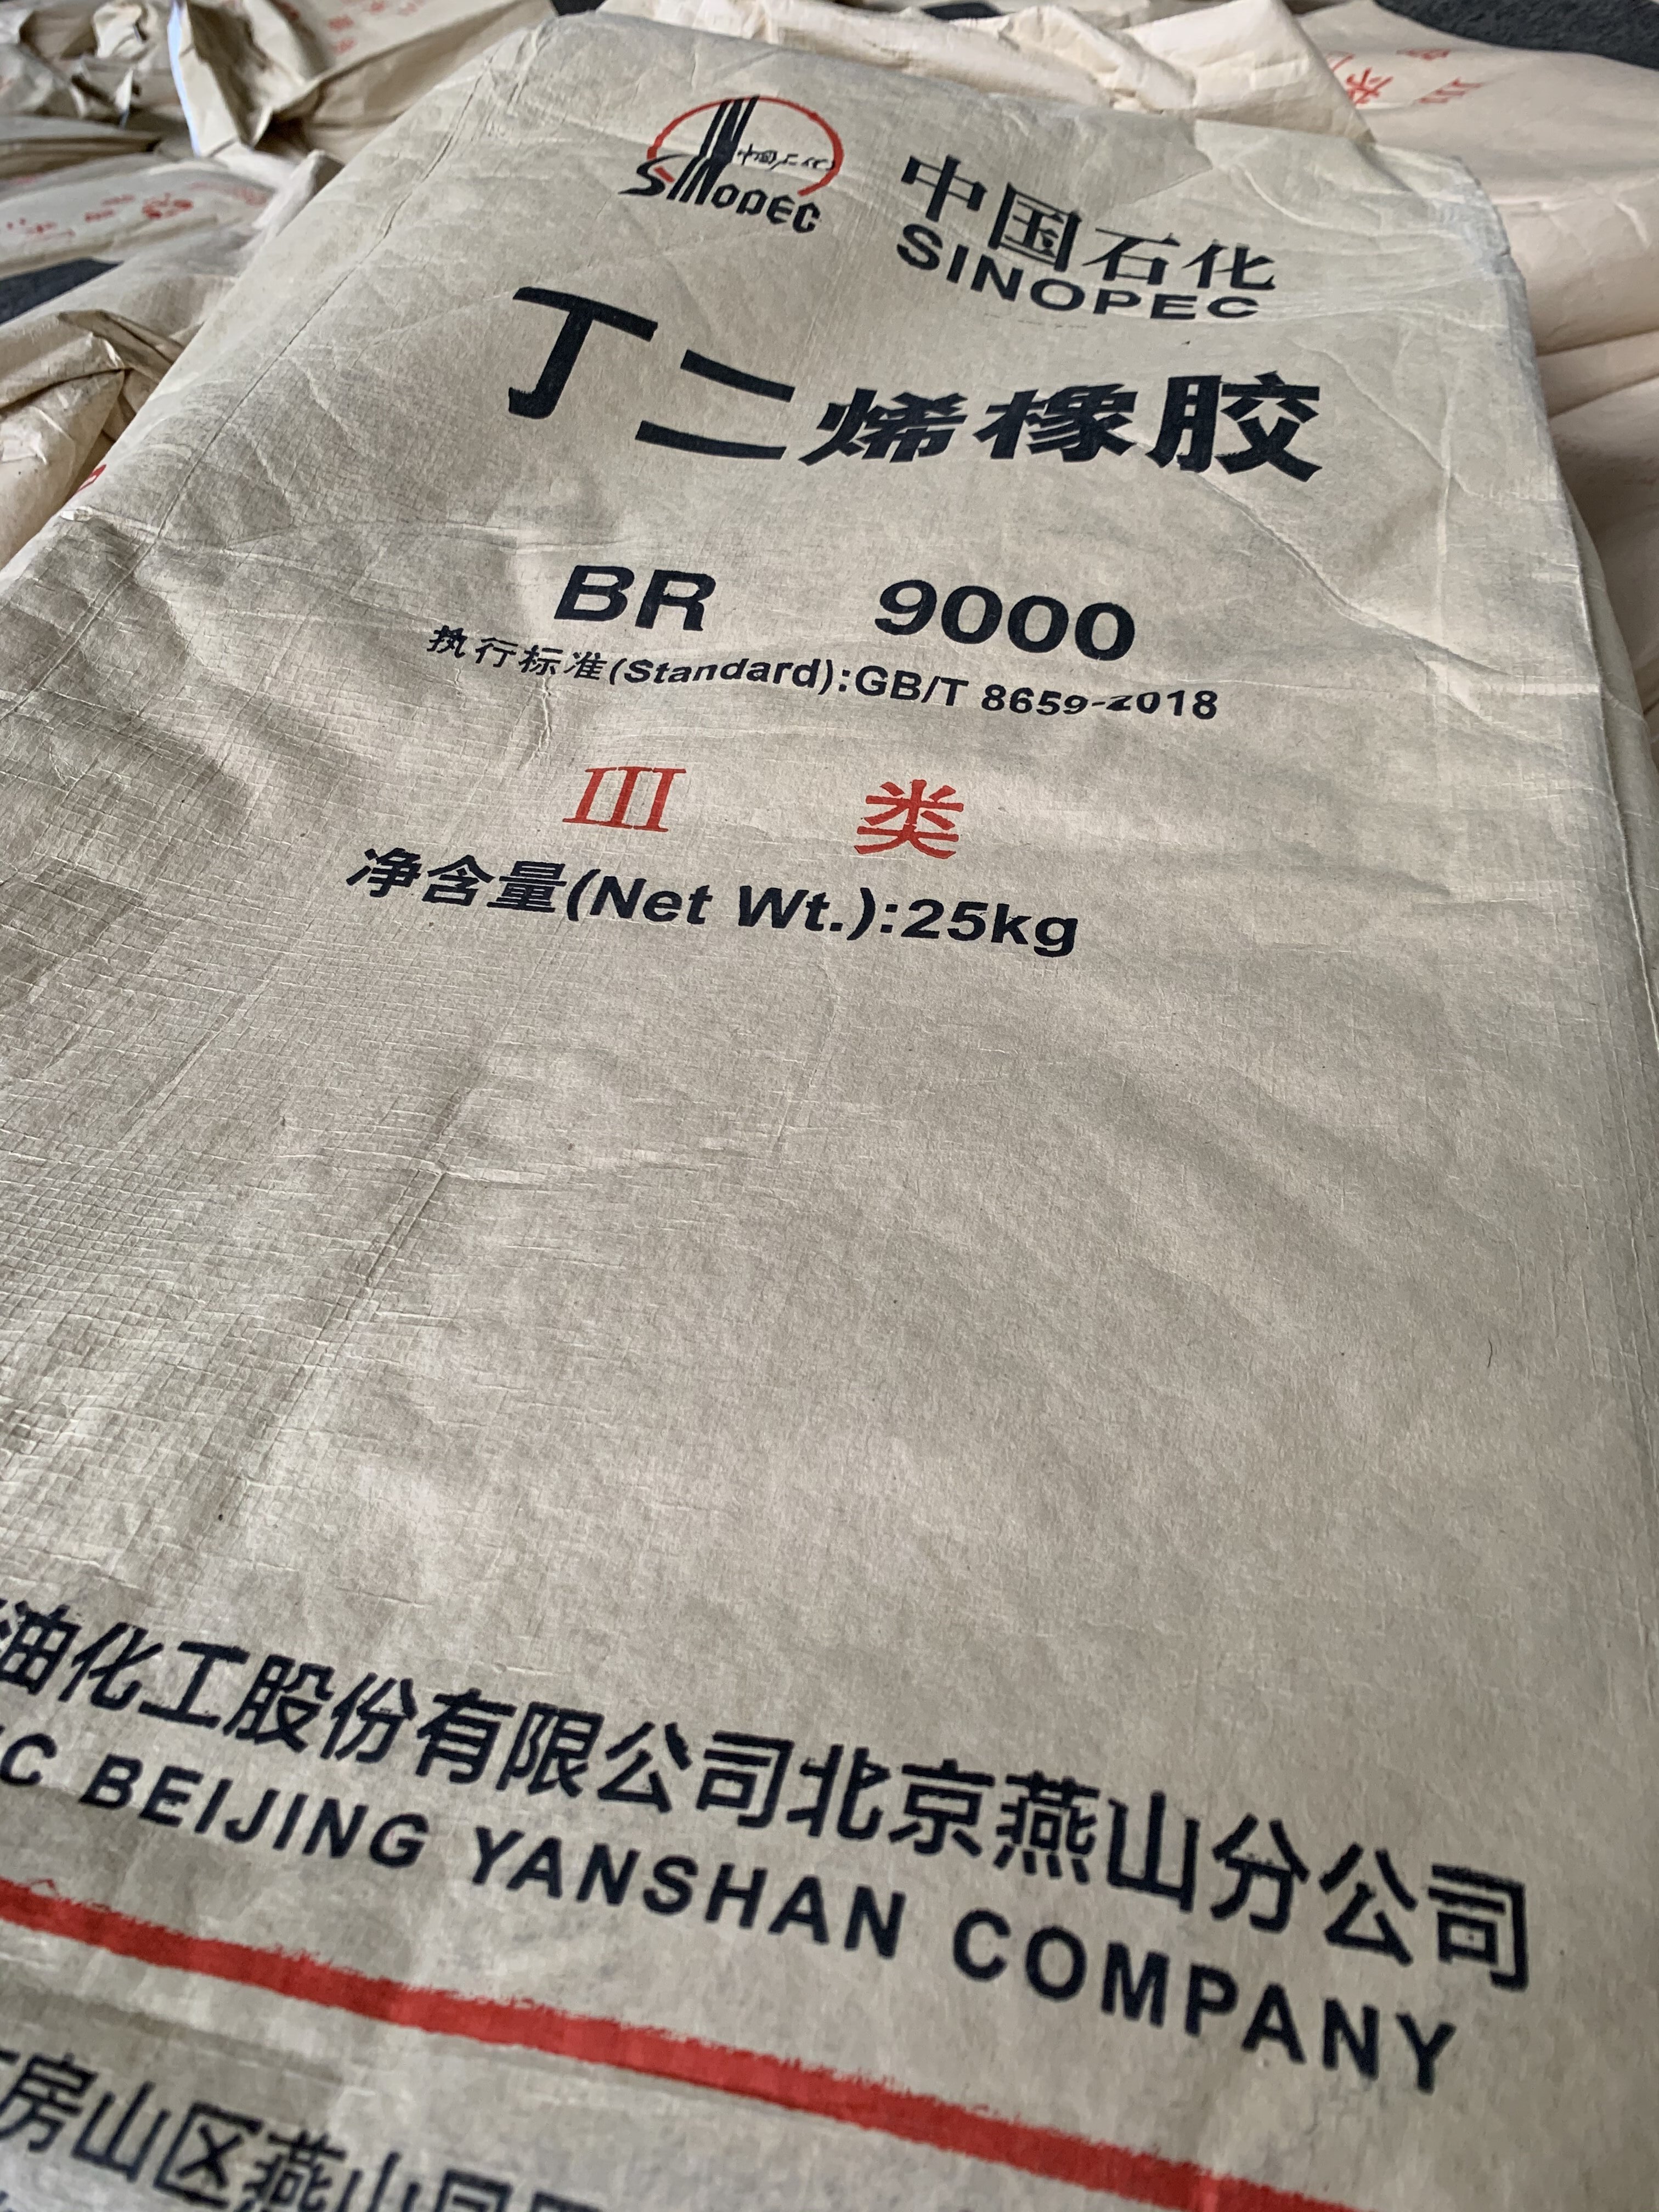 SINOPEC
中国石化
SINOPEC
丁二烯橡胶
BR 9000
执行标准(Standard):GB/T 8659-2018
III 类
净含量(Net Wt.):25kg
油化工股份有限公司北京燕山分公司
C BEIJING YANSHAN COMPANY
房山区燕山